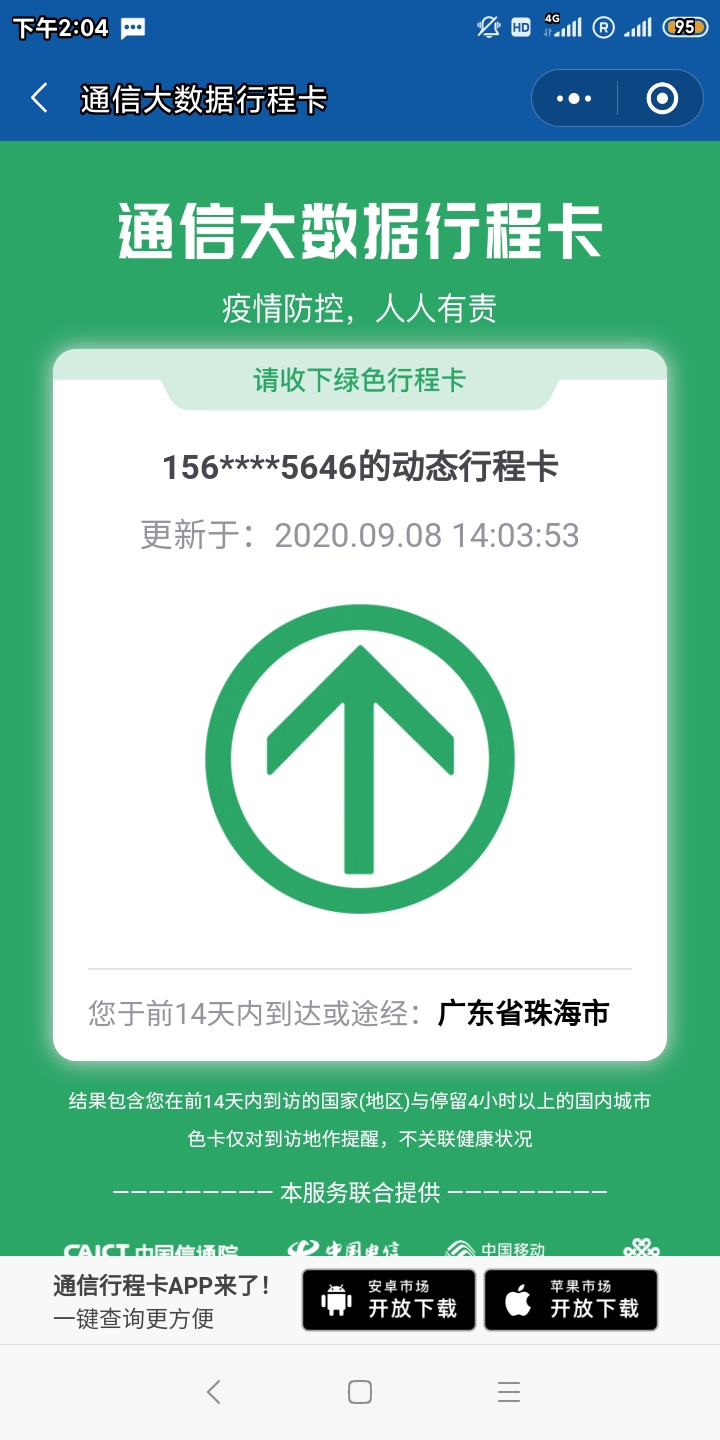 下午2:04
HD 4G R 95
通信大数据行程卡
通信大数据行程卡
疫情防控，人人有责
请收下绿色行程卡
156****5646的动态行程卡
更新于：2020.09.08 14:03:53
您于前14天内到达或途经：广东省珠海市
结果包含您在前14天内到访的国家(地区)与停留4小时以上的国内城市
色卡仅对到访地作提醒，不关联健康状况
————————— 本服务联合提供 —————————
CAICT 中国信通院 中国电信 中国移动
通信行程卡APP来了！
一键查询更方便
安卓市场
开放下载
苹果市场
开放下载